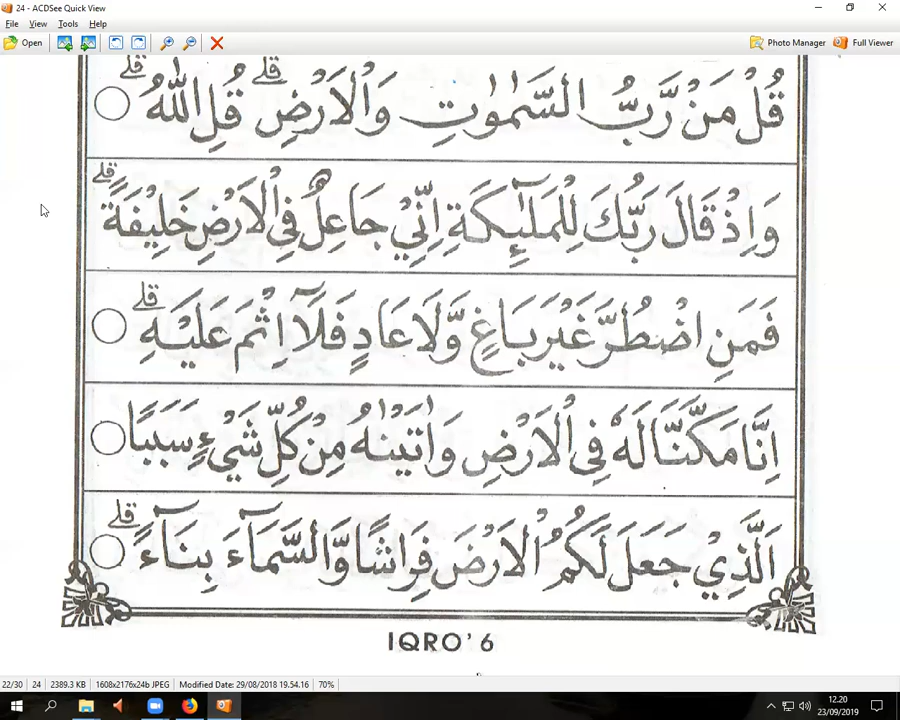 24 - ACDSee Quick View
File View Tools Help
Open
Photo Manager Full Viewer
قُلْ مَنْ رَّبُّ السَّمٰوٰتِ وَالْاَرْضِ ۗ قُلِ اللّٰهُ ۗ
وَاِذْ قَالَ رَبُّكَ لِلْمَلٰۤىِٕكَةِ اِنِّيْ جَاعِلٌ فِى الْاَرْضِ خَلِيْفَةً ۗ
فَمَنِ اضْطُرَّ غَيْرَ بَاغٍ وَّلَا عَادٍ فَلَآ اِثْمَ عَلَيْهِ ۗ
اِنَّا مَكَّنَّا لَهٗ فِى الْاَرْضِ وَاٰتَيْنٰهُ مِنْ كُلِّ شَيْءٍ سَبَبًا
اَلَّذِيْ جَعَلَ لَكُمُ الْاَرْضَ فِرَاشًا وَّالسَّمَآءَ بِنَآءً ۗ
IQRO' 6
22/30 24 2389.3 KB 1608x2176x24b JPEG Modified Date: 29/08/2018 19.54.16 70%
12.20
23/09/2019